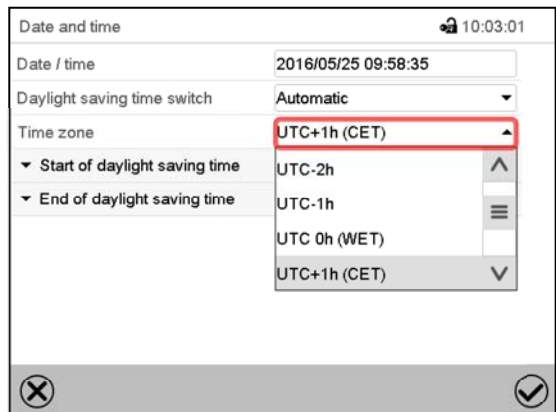 Date and time 10:03:01
Date / time 2016/05/25 09:58:35
Daylight saving time switch Automatic
Time zone UTC+1h (CET)
Start of daylight saving time
End of daylight saving time
UTC-2h
UTC-1h
UTC 0h (WET)
UTC+1h (CET)